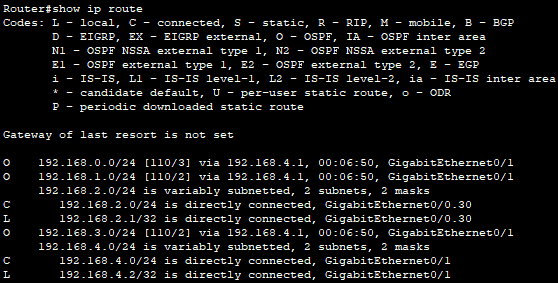 Router#show ip route
Codes: L - local, C - connected, S - static, R - RIP, M - mobile, B - BGP
       D - EIGRP, EX - EIGRP external, O - OSPF, IA - OSPF inter area
       N1 - OSPF NSSA external type 1, N2 - OSPF NSSA external type 2
       E1 - OSPF external type 1, E2 - OSPF external type 2, E - EGP
       i - IS-IS, L1 - IS-IS level-1, L2 - IS-IS level-2, ia - IS-IS inter area
       * - candidate default, U - per-user static route, o - ODR
       P - periodic downloaded static route

Gateway of last resort is not set

O    192.168.0.0/24 [110/3] via 192.168.4.1, 00:06:50, GigabitEthernet0/1
O    192.168.1.0/24 [110/2] via 192.168.4.1, 00:06:50, GigabitEthernet0/1
     192.168.2.0/24 is variably subnetted, 2 subnets, 2 masks
C       192.168.2.0/24 is directly connected, GigabitEthernet0/0.30
L       192.168.2.1/32 is directly connected, GigabitEthernet0/0.30
O    192.168.3.0/24 [110/2] via 192.168.4.1, 00:06:50, GigabitEthernet0/1
     192.168.4.0/24 is variably subnetted, 2 subnets, 2 masks
C       192.168.4.0/24 is directly connected, GigabitEthernet0/1
L       192.168.4.2/32 is directly connected, GigabitEthernet0/1